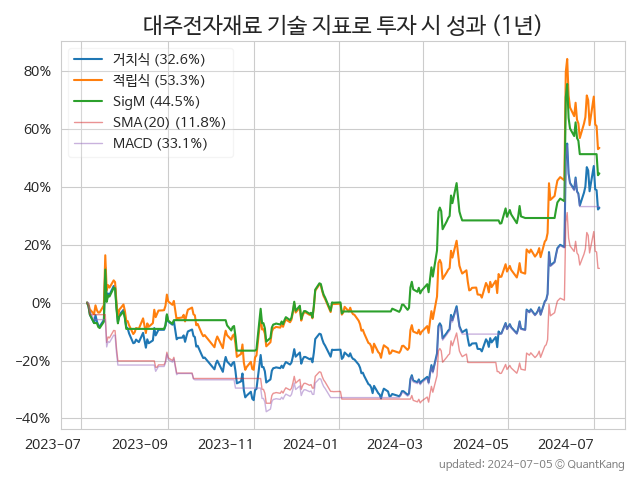 대주전자재료 기술 지표로 투자 시 성과 (1년)
거치식 (32.6%)
적립식 (53.3%)
SigM (44.5%)
SMA(20) (11.8%)
MACD (33.1%)
80%
60%
40%
20%
0%
−20%
−40%
2023-07
2023-09
2023-11
2024-01
2024-03
2024-05
2024-07
updated: 2024-07-05 © QuantKang